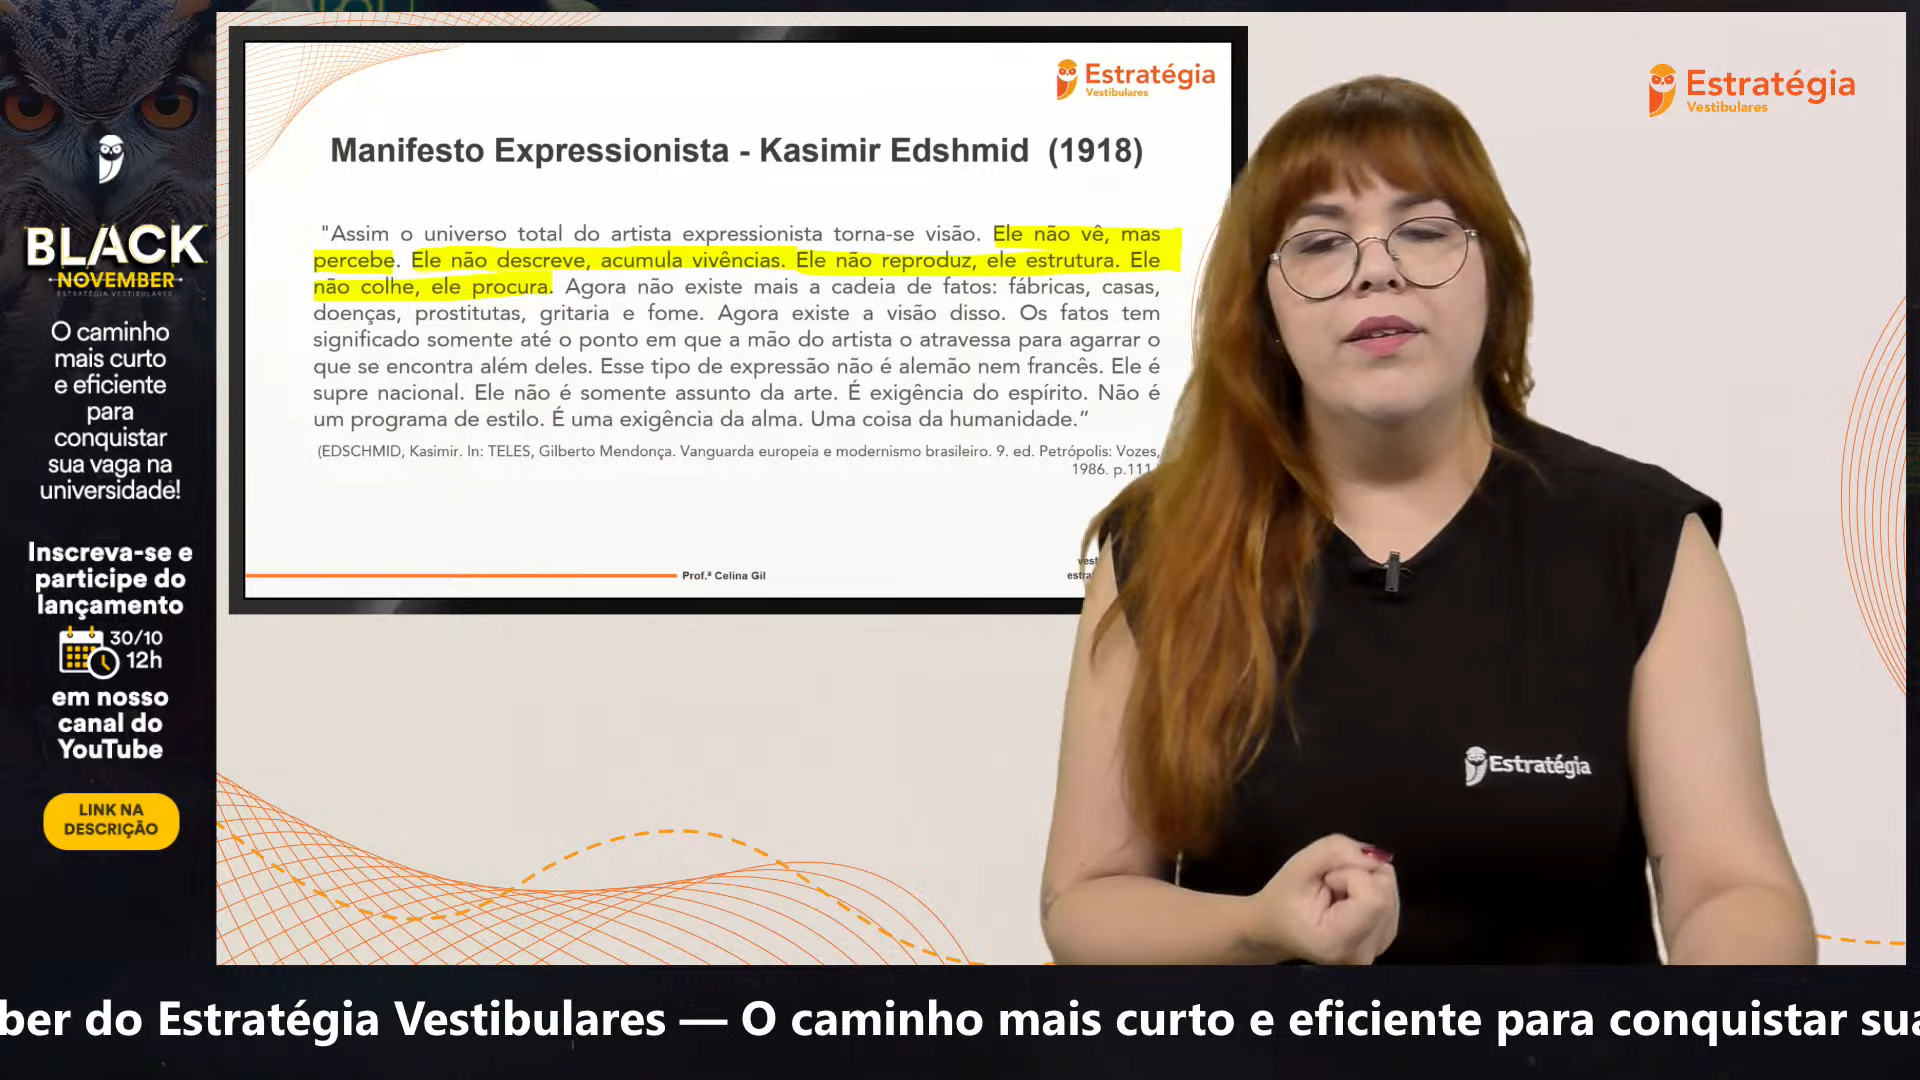 BLACK
NOVEMBER
ESTRATÉGIA VESTIBULARES
O caminho
mais curto
e eficiente
para
conquistar
sua vaga na
universidade!
Inscreva-se e
participe do
lançamento
30/10
12h
em nosso
canal do
YouTube
LINK NA
DESCRIÇÃO
Estratégia
Vestibulares
Manifesto Expressionista - Kasimir Edshmid (1918)
"Assim o universo total do artista expressionista torna-se visão. Ele não vê, mas
percebe. Ele não descreve, acumula vivências. Ele não reproduz, ele estrutura. Ele
não colhe, ele procura. Agora não existe mais a cadeia de fatos: fábricas, casas,
doenças, prostitutas, gritaria e fome. Agora existe a visão disso. Os fatos tem
significado somente até o ponto em que a mão do artista o atravessa para agarrar o
que se encontra além deles. Esse tipo de expressão não é alemão nem francês. Ele é
supre nacional. Ele não é somente assunto da arte. É exigência do espírito. Não é
um programa de estilo. É uma exigência da alma. Uma coisa da humanidade.”
(EDSCHMID, Kasimir. In: TELES, Gilberto Mendonça. Vanguarda europeia e modernismo brasileiro. 9. ed. Petrópolis: Vozes,
1986. p.111
Prof.ª Celina Gil
Estratégia
Vestibulares
Estratégia
ber do Estratégia Vestibulares — O caminho mais curto e eficiente para conquistar sua